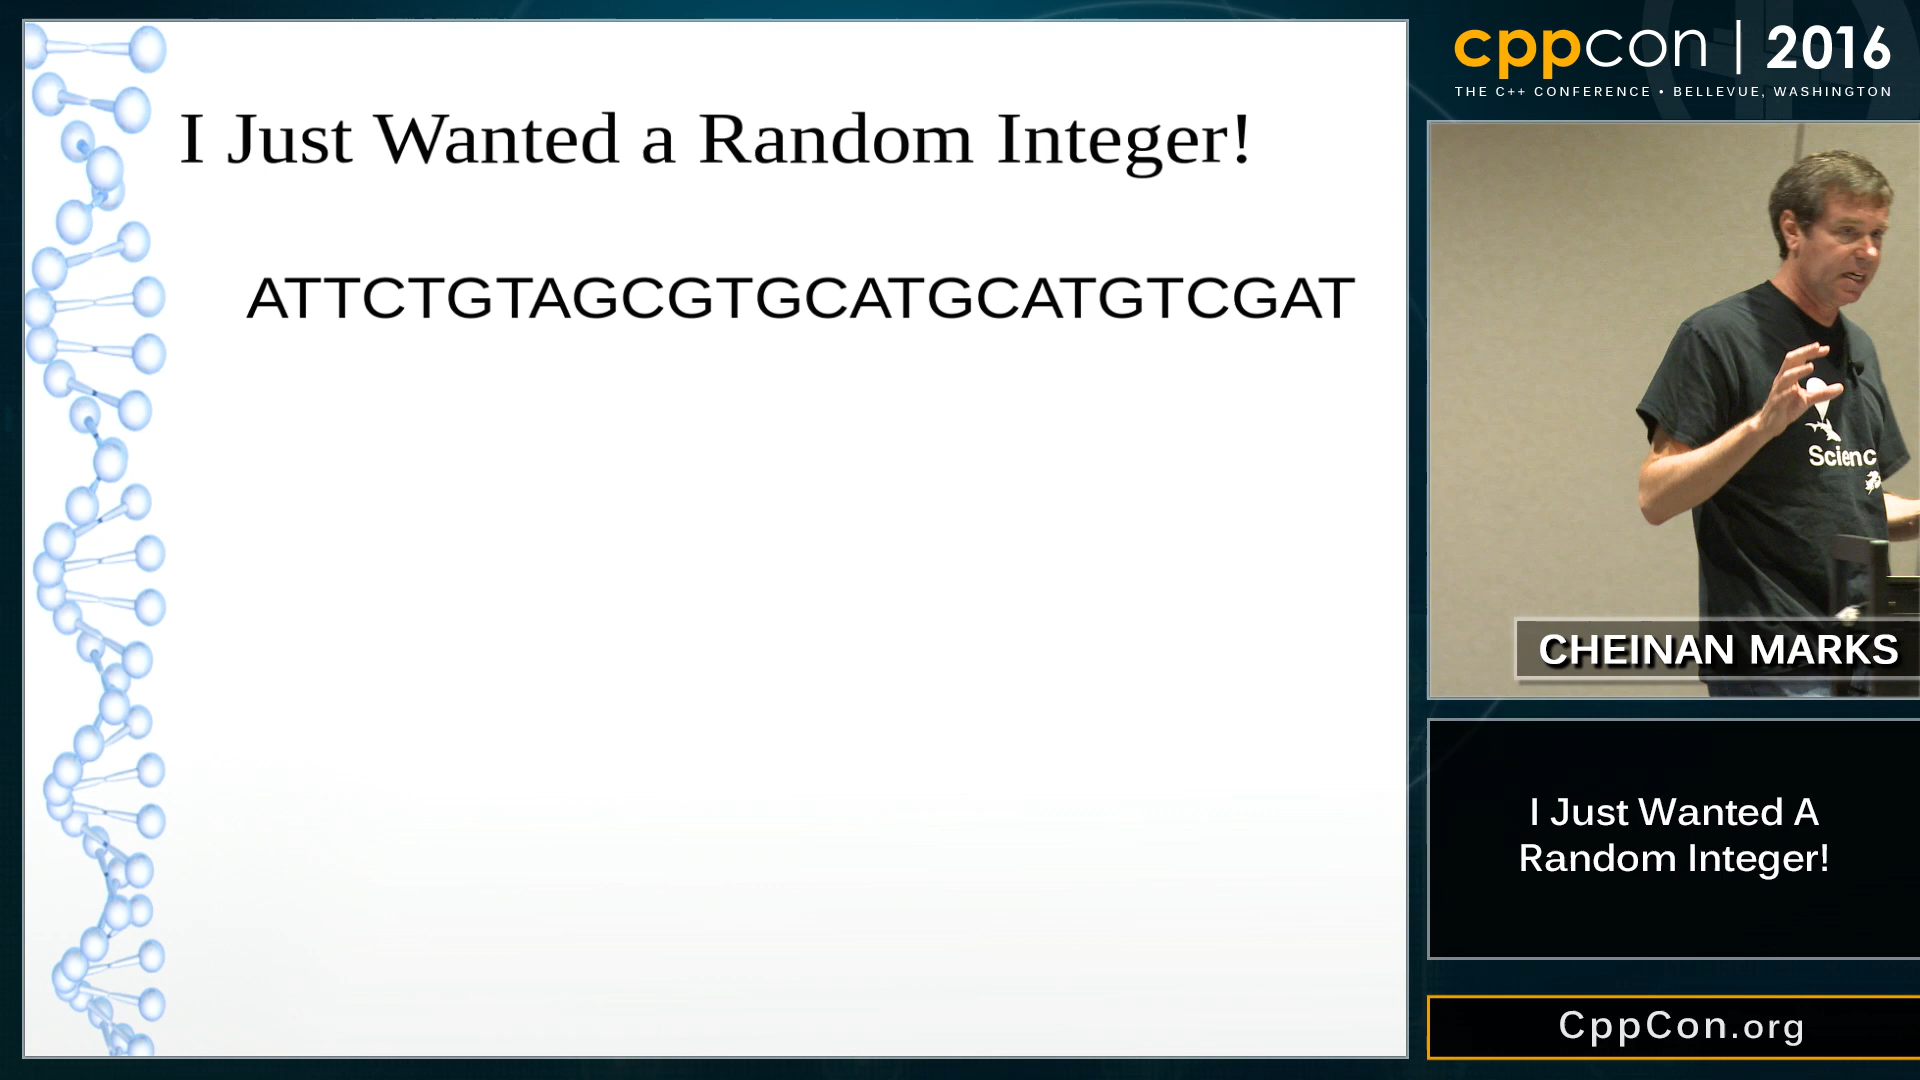 I Just Wanted a Random Integer!
ATTCTGTAGCGTGCATGCATGTCGAT
cppcon | 2016
THE C++ CONFERENCE • BELLEVUE, WASHINGTON
Scienc
CHEINAN MARKS
I Just Wanted A
Random Integer!
CppCon.org